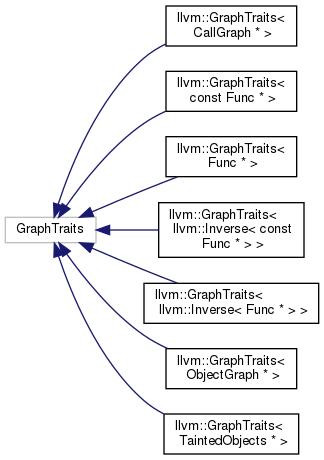 llvm::GraphTraits<
CallGraph * >
llvm::GraphTraits<
const Func * >
llvm::GraphTraits<
Func * >
GraphTraits
llvm::GraphTraits<
llvm::Inverse< const
Func * > >
llvm::GraphTraits<
llvm::Inverse< Func * > >
llvm::GraphTraits<
ObjectGraph * >
llvm::GraphTraits<
TaintedObjects * >